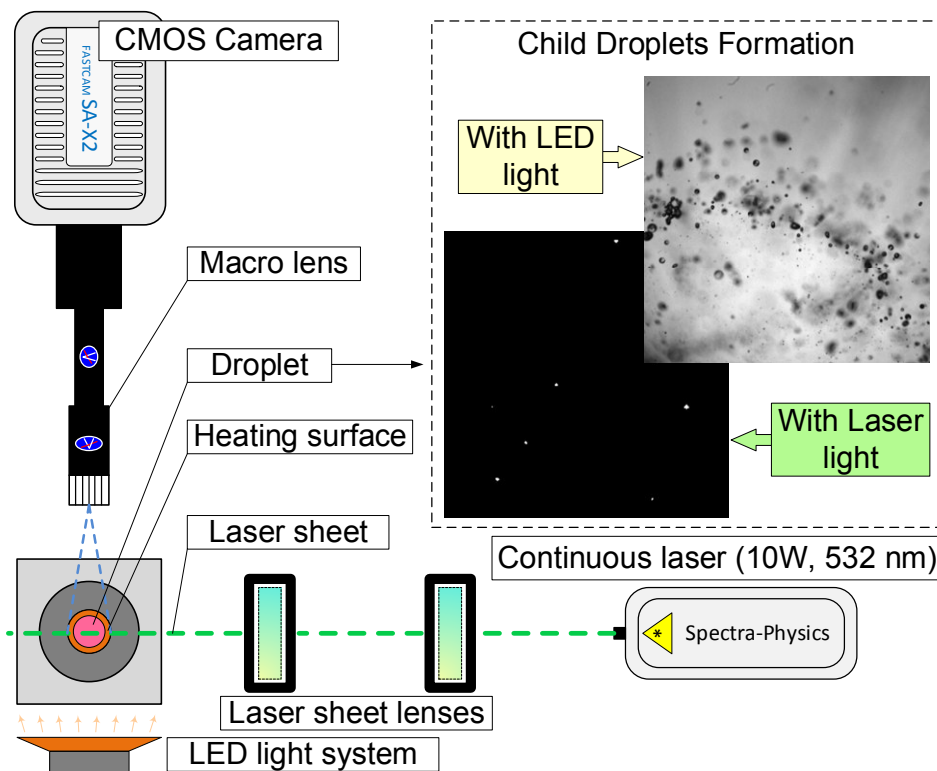 CMOS Camera
FASTCAM
SA-X2
Child Droplets Formation
With LED
light
Macro lens
Droplet
With Laser
light
Heating surface
Laser sheet
Continuous laser (10W, 532 nm)
*
Spectra-Physics
Laser sheet lenses
LED light system